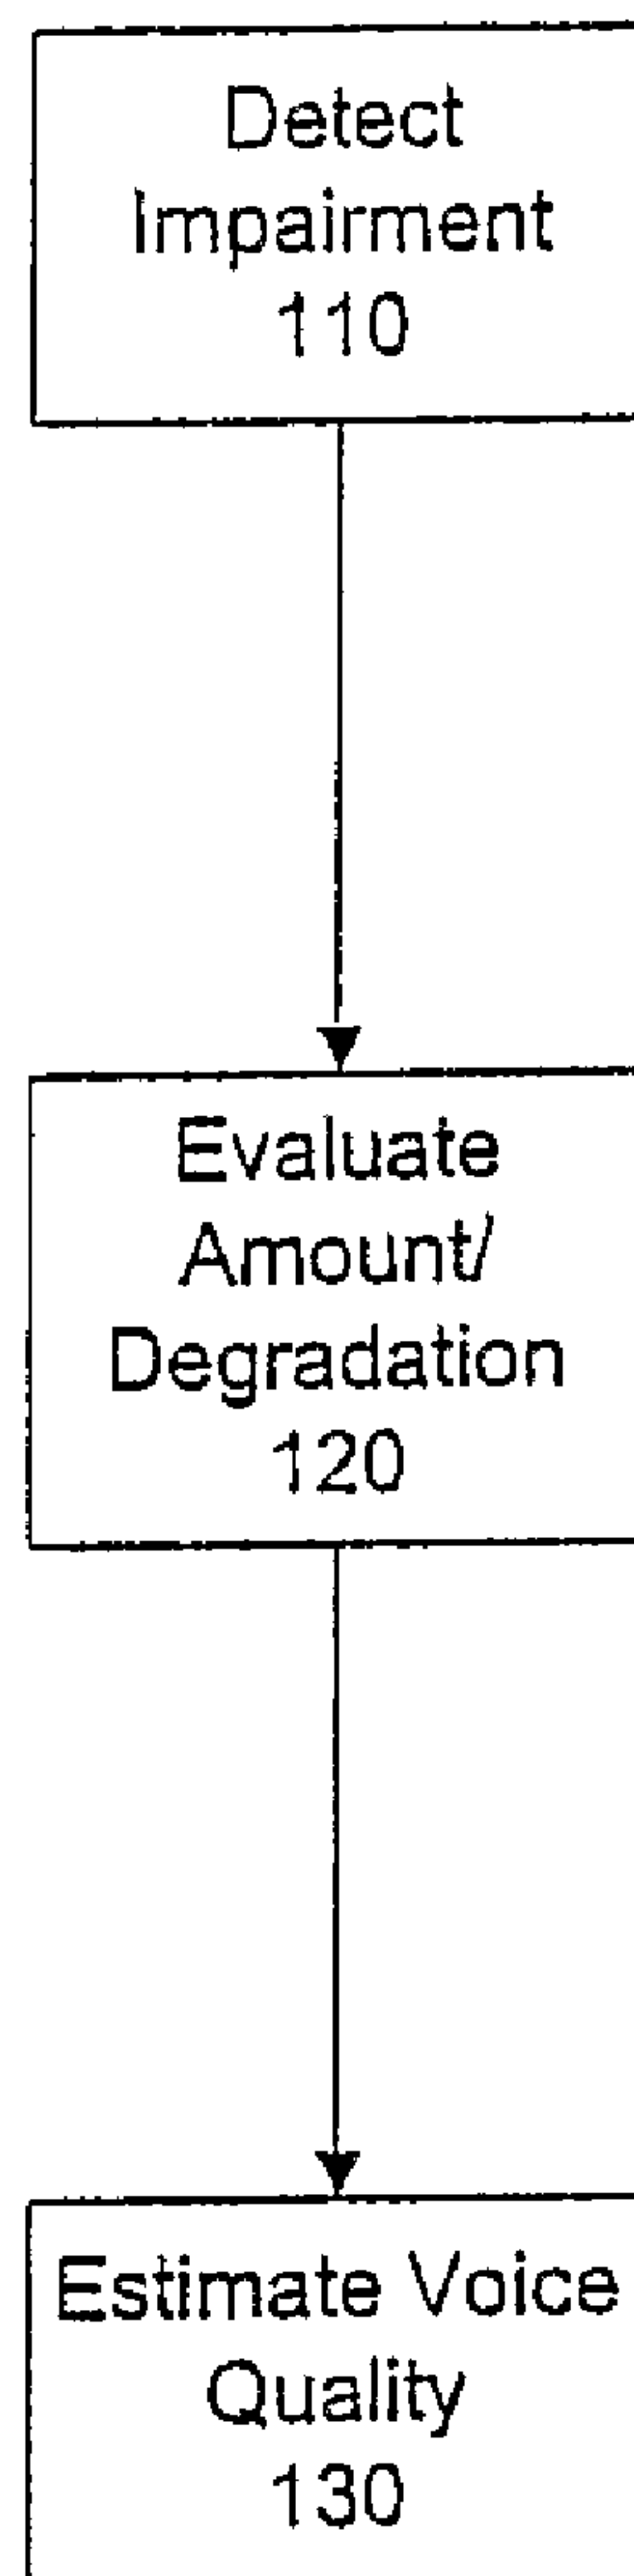 Detect
Impairment
110
Evaluate
Amount/
Degradation
120
Estimate Voice
Quality
130